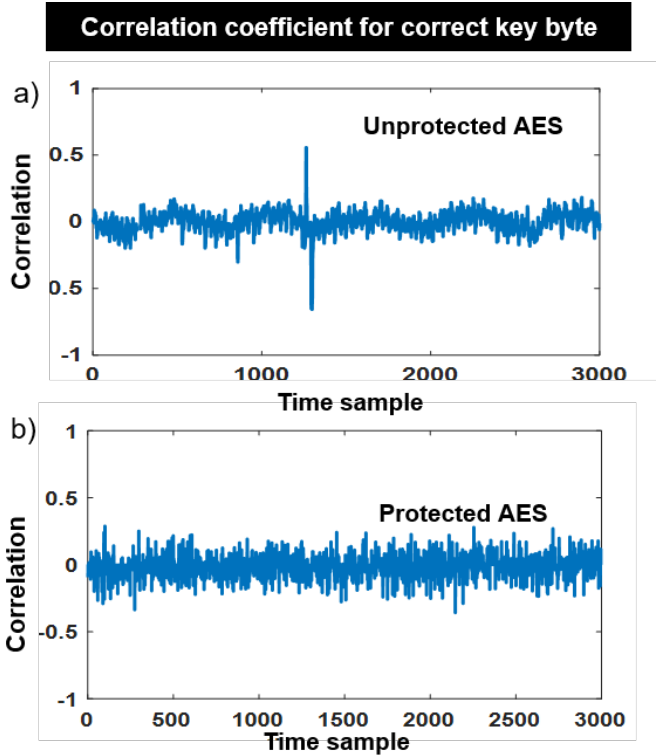 Correlation coefficient for correct key byte
a)
Unprotected AES
Correlation
1
0.5
0
0.5
-1
0
1000
2000
3000
Time sample
b)
Protected AES
Correlation
1
0.5
0
-0.5
-1
0
500
1000
1500
2000
2500
3000
Time sample